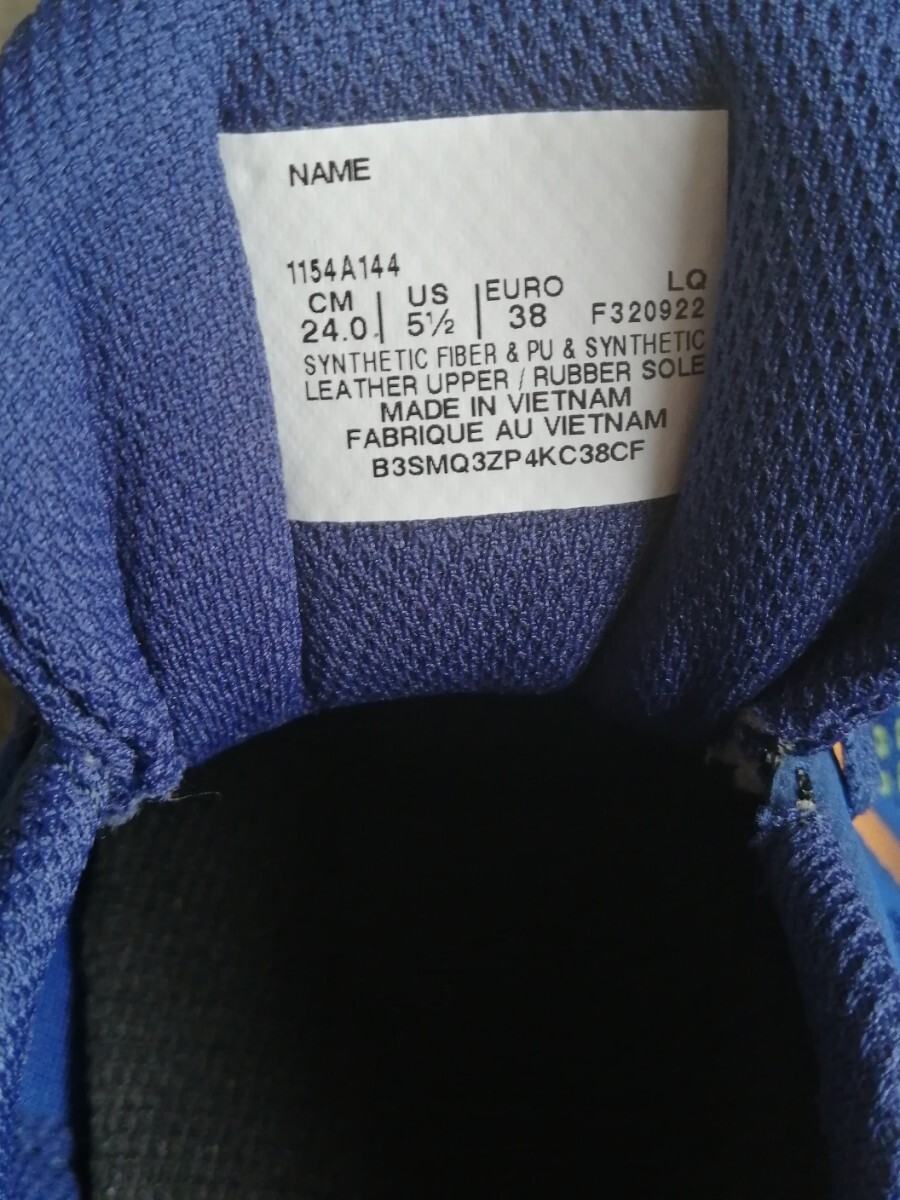 NAME
1154A144 LQ
CM | US | EURO F320922
24.0 | 5½ | 38
SYNTHETIC FIBER & PU & SYNTHETIC
LEATHER UPPER / RUBBER SOLE
MADE IN VIETNAM
FABRIQUE AU VIETNAM
B3SMQ3ZP4KC38CF